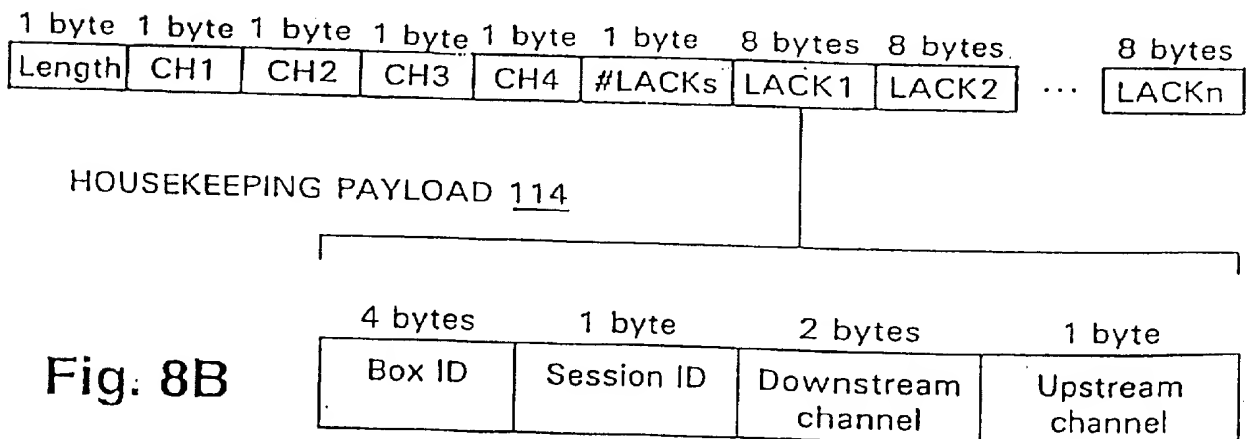 1 byte 1 byte 1 byte 1 byte 1 byte 1 byte 8 bytes 8 bytes 8 bytes
Length CH1 CH2 CH3 CH4 #LACKs LACK1 LACK2 ... LACKn
HOUSEKEEPING PAYLOAD 114
4 bytes 1 byte 2 bytes 1 byte
Box ID Session ID Downstream channel Upstream channel
Fig. 8B